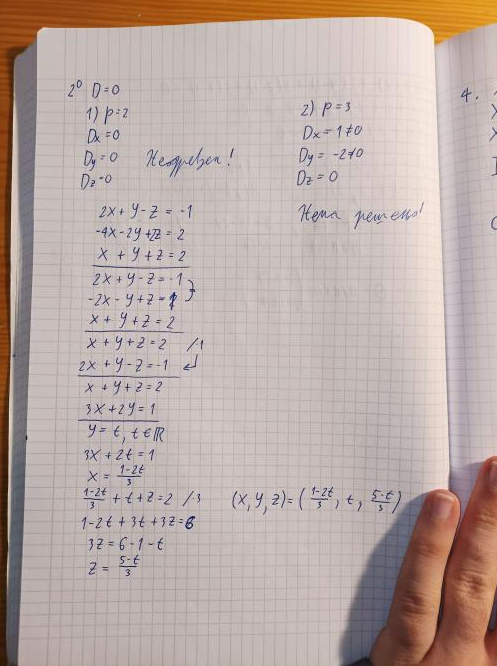 2⁰ D=0
1) p=2
Dx=0
Dy=0 Неодређен!
Dz=0
2x+y-z=-1
-4x-2y+2z=2
x+y+z=2
2x+y-z=-1
-2x-y+z=1
x+y+z=2
x+y+z=2 /·1
2x+y-z=-1
x+y+z=2
3x+2y=1
y=t, t∈ℝ
3x+2t=1
x=\frac{1-2t}{3}
\frac{1-2t}{3}+t+z=2 /3
1-2t+3t+3z=6
3z=6-1-t
z=\frac{5-t}{3}
(x,y,z)=(\frac{1-2t}{3}, t, \frac{5-t}{3})
2) p=3
Dx=1≠0
Dy=-2≠0
Dz=0
Нема решења!
4.